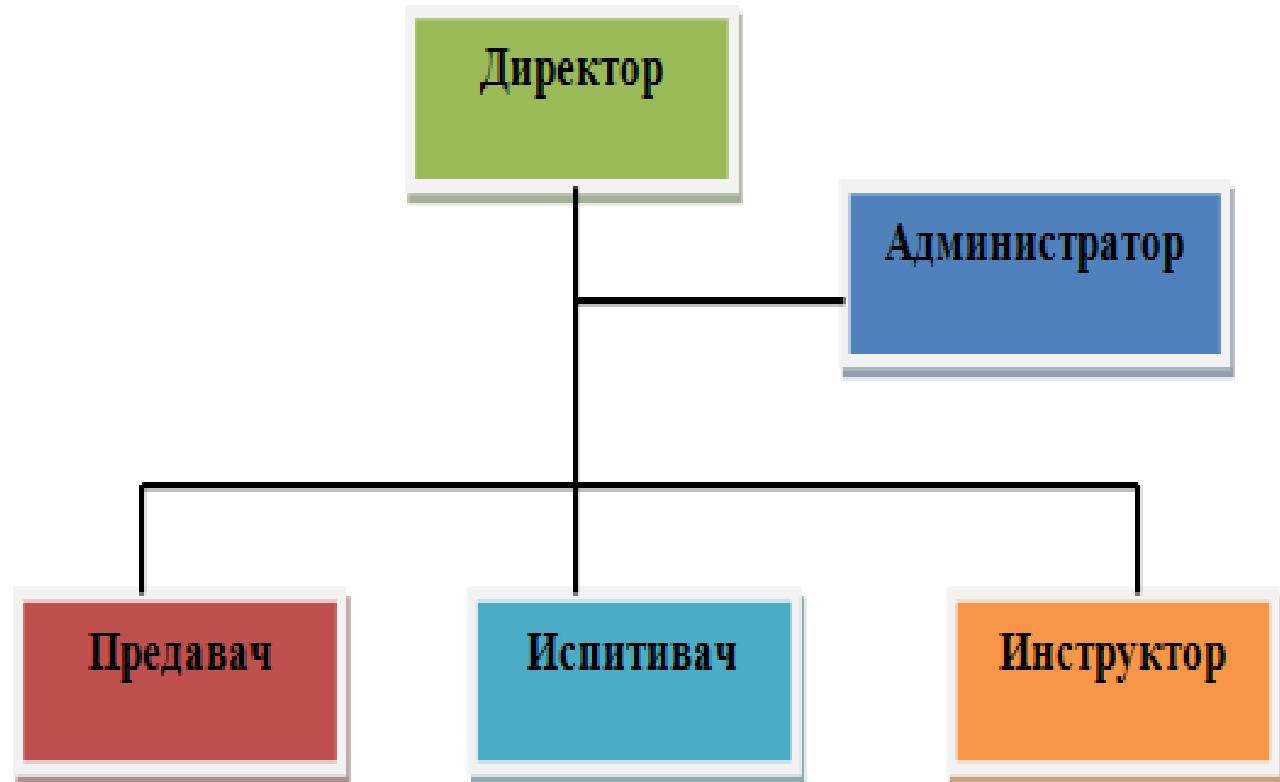 Директор
Администратор
Предавач
Испитивач
Инструктор